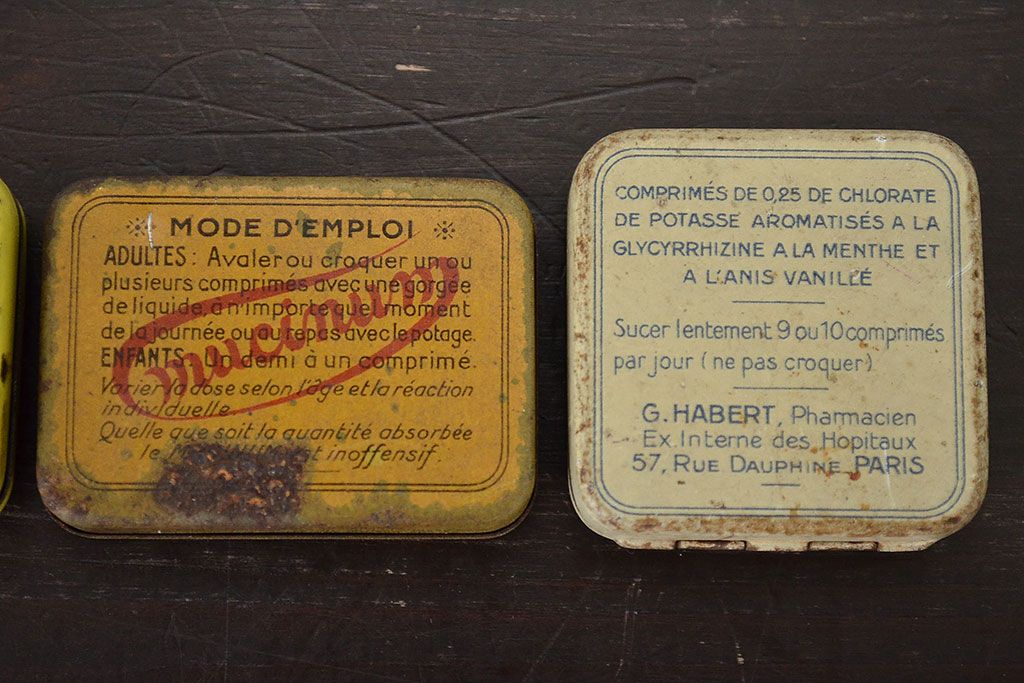 MODE D'EMPLOI
ADULTES : Avaler ou croquer un ou
plusieurs comprimés avec une gorgée
de liquide, à n'importe quel moment
de la journée ou au repas avec le potage.
ENFANTS : Un demi à un comprimé.
Varier la dose selon l'âge et la réaction
individuelle.
Quelle que soit la quantité absorbée
le est inoffensif.
COMPRIMÉS DE 0,25 DE CHLORATE
DE POTASSE AROMATISÉS A LA
GLYCYRRHIZINE A LA MENTHE ET
A L'ANIS VANILLÉ
Sucer lentement 9 ou 10 comprimés
par jour ( ne pas croquer )
G. HABERT, Pharmacien
Ex. Interne des Hopitaux
57, RUE DAUPHINE PARIS